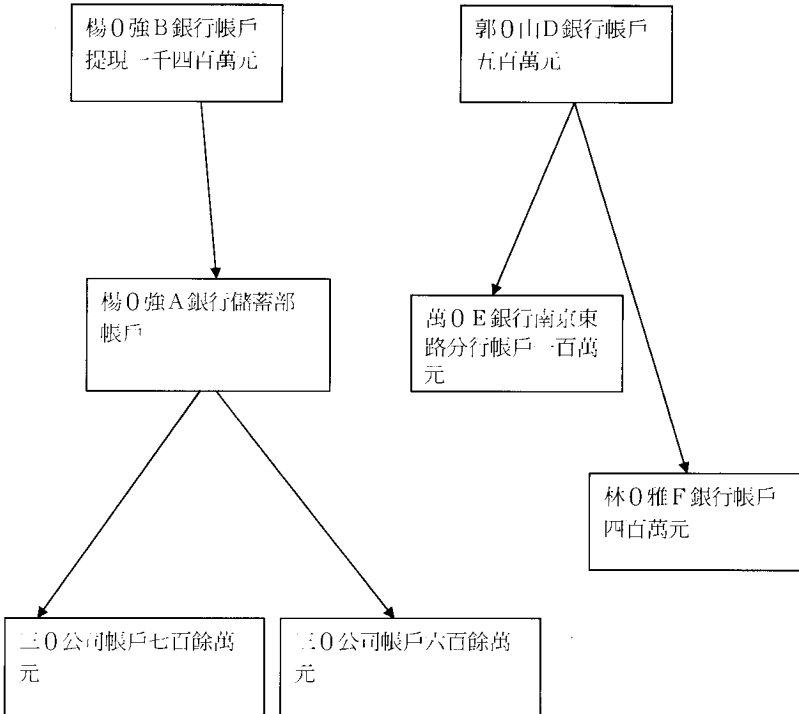 楊０強Ｂ銀行帳戶
提現一千四百萬元
郭０山Ｄ銀行帳戶
五百萬元
楊０強Ａ銀行儲蓄部
帳戶
萬０Ｅ銀行南京東
路分行帳戶一百萬
元
林０雅Ｆ銀行帳戶
四百萬元
三０公司帳戶七百餘萬
元
三０公司帳戶六百餘萬
元